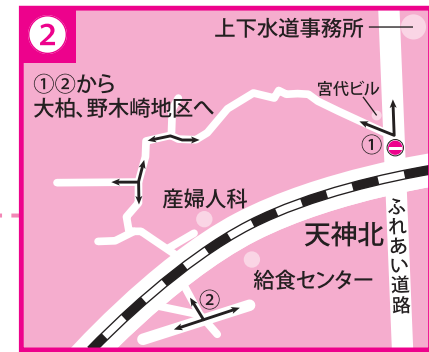 ②
上下水道事務所
①②から
大柏、野木崎地区へ
宮代ビル
①
産婦人科
天神北
ふれあい道路
給食センター
②